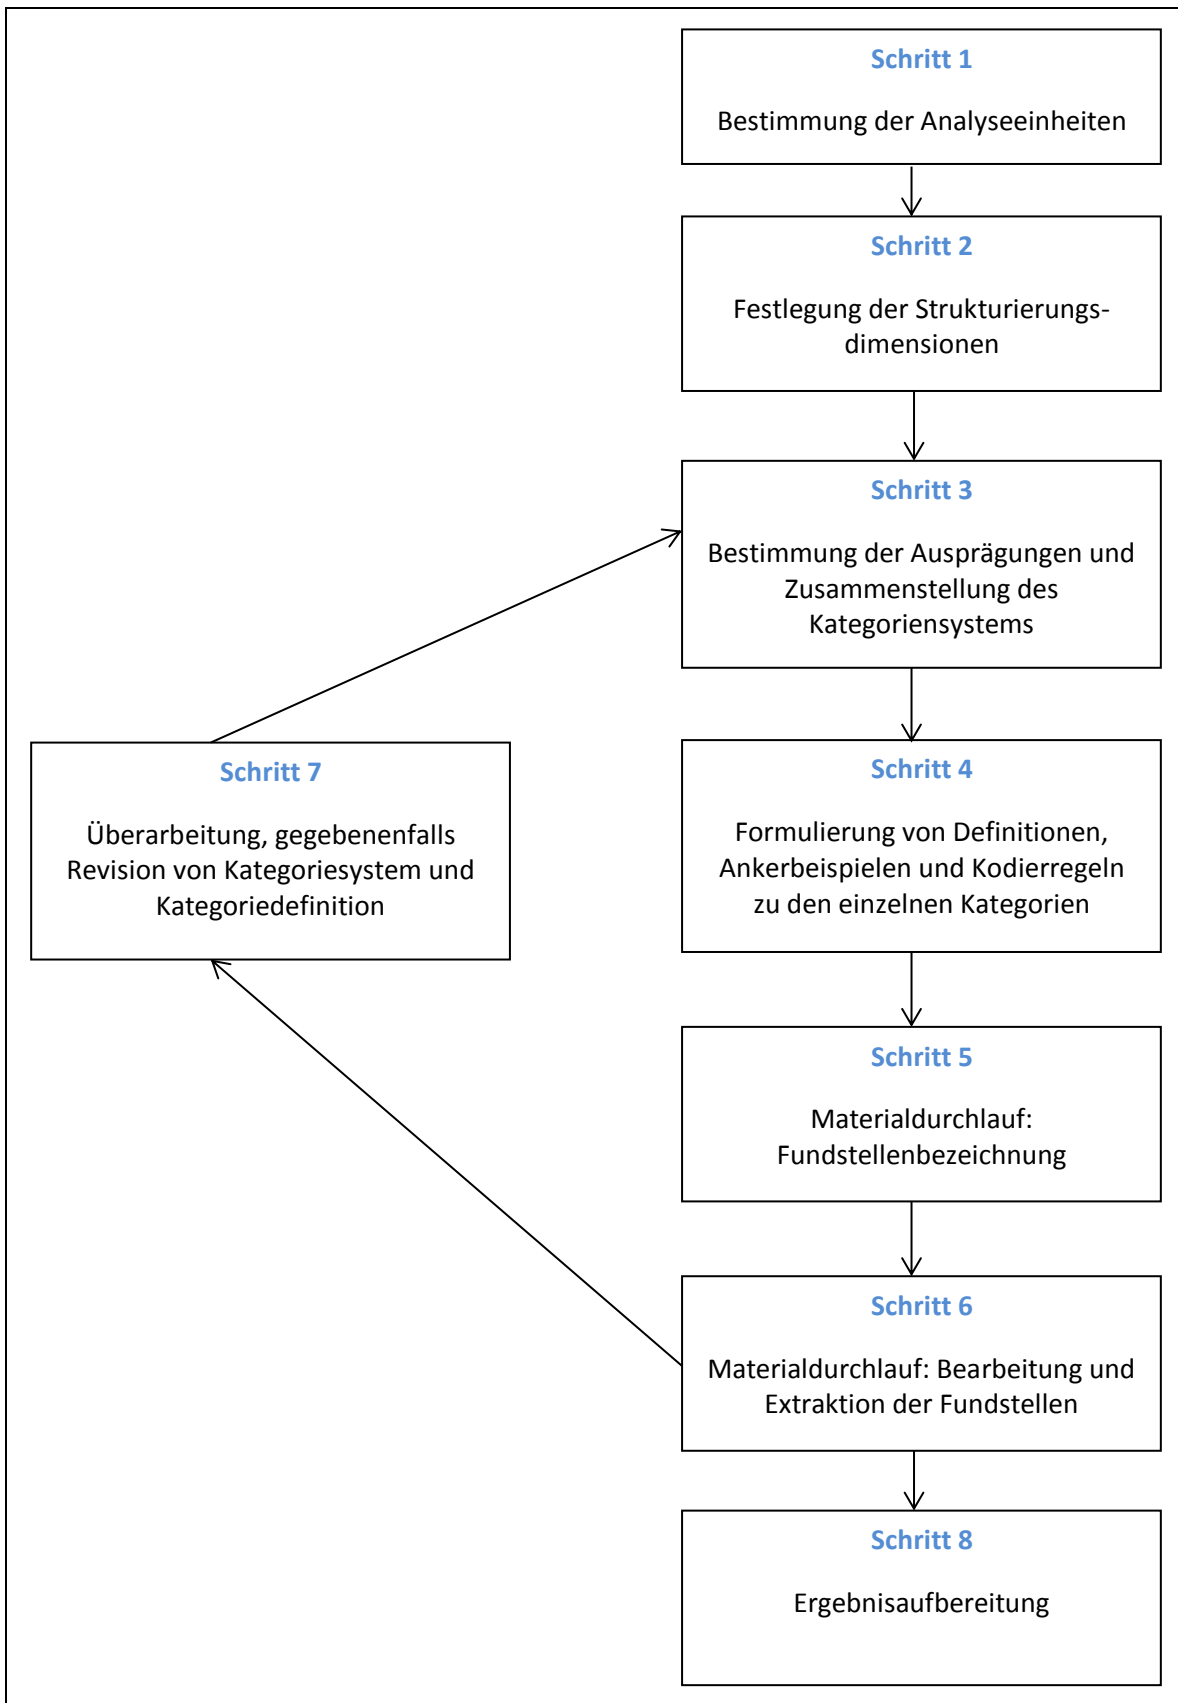 Schritt 1
Bestimmung der Analyseeinheiten
Schritt 2
Festlegung der Strukturierungs-
dimensionen
Schritt 3
Bestimmung der Ausprägungen und
Zusammenstellung des
Kategoriensystems
Schritt 4
Formulierung von Definitionen,
Ankerbeispielen und Kodierregeln
zu den einzelnen Kategorien
Schritt 5
Materialdurchlauf:
Fundstellenbezeichnung
Schritt 6
Materialdurchlauf: Bearbeitung und
Extraktion der Fundstellen
Schritt 7
Überarbeitung, gegebenenfalls
Revision von Kategoriesystem und
Kategoriedefinition
Schritt 8
Ergebnisaufbereitung